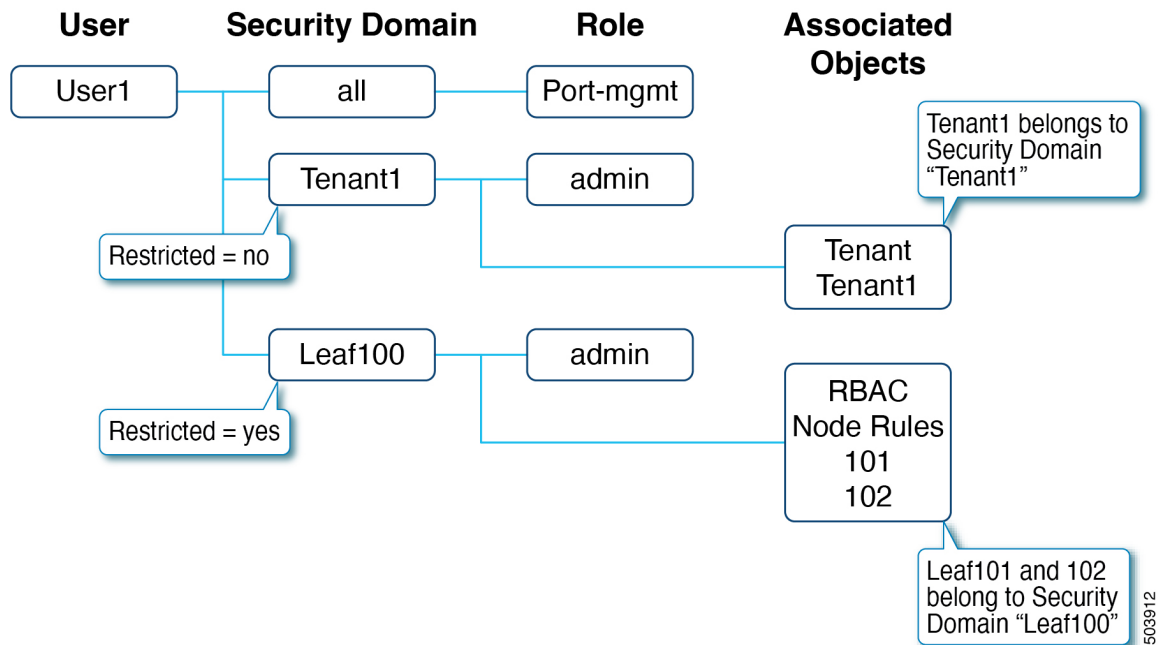 User
Security Domain
Role
Associated
Objects
User1
all
Port-mgmt
Tenant1 belongs to
Security Domain
“Tenant1”
Tenant1
admin
Restricted = no
Tenant
Tenant1
Leaf100
admin
Restricted = yes
RBAC
Node Rules
101
102
Leaf101 and 102
belong to Security
Domain “Leaf100”
503912